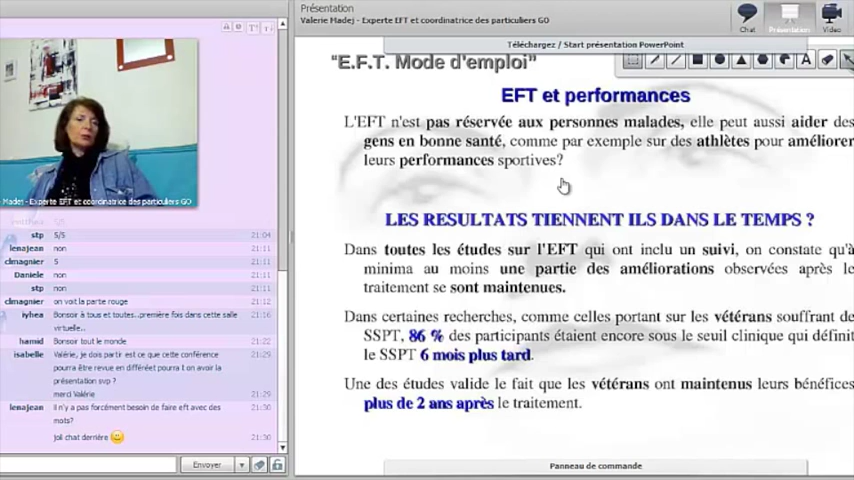 Présentation
Valerie Madej - Experte EFT et coordinatrice des particuliers GO
Chat
Présentation
Video
Téléchargez / Start présentation PowerPoint
"E.F.T. Mode d'emploi"
EFT et performances
L'EFT n'est pas réservée aux personnes malades, elle peut aussi aider des
gens en bonne santé, comme par exemple sur des athlètes pour améliorer
leurs performances sportives?
LES RESULTATS TIENNENT ILS DANS LE TEMPS ?
Dans toutes les études sur l'EFT qui ont inclu un suivi, on constate qu'à
minima au moins une partie des améliorations observées après le
traitement se sont maintenues.
Dans certaines recherches, comme celles portant sur les vétérans souffrant de
SSPT, 86 % des participants étaient encore sous le seuil clinique qui définit
le SSPT 6 mois plus tard.
Une des études valide le fait que les vétérans ont maintenus leurs bénéfices
plus de 2 ans après le traitement.
Panneau de commande
Madej - Experte EFT et coordinatrice des particuliers GO
stp 5/5 21:04
lenajean non 21:11
clmagnier 5 21:11
Daniele non 21:11
stp non 21:11
clmagnier on voit la parte rouge 21:12
iyhea Bonsoir à tous et toutes..première fois dans cette salle 21:16
virtuelle..
hamid Bonsoir tout le monde 21:22
isabelle Valérie, je dois partir est ce que cette conférence 21:29
pourra être revue en différéet pourra t on avoir la
présentation svp ?
merci Valérie 21:29
lenajean Il n'y a pas forcément besoin de faire eft avec des 21:30
mots?
joli chat derrière 21:30
Envoyer